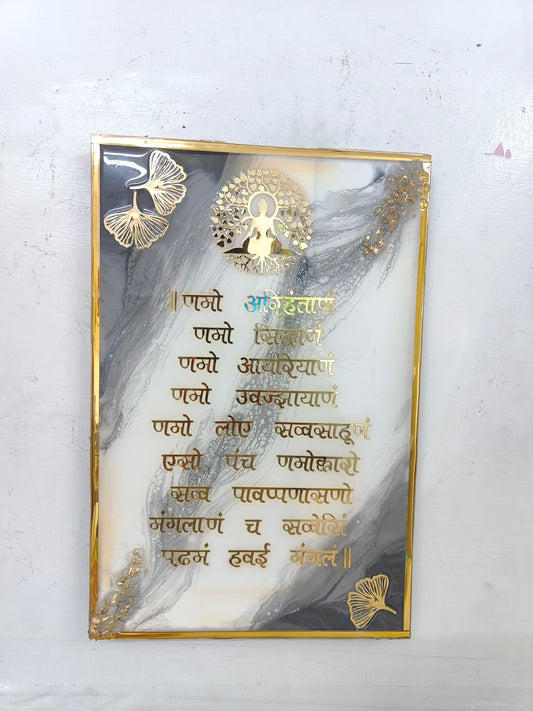 ॥ णमो अरिहंताणं
णमो सिद्धाणं
णमो आयरियाणं
णमो उवज्झायाणं
णमो लोए सव्वसाहूणं
एसो पंच णमोक्कारो
सव्व पावप्पणासणो
मंगलाणं च सव्वेसिं
पढमं हवई मंगलं॥